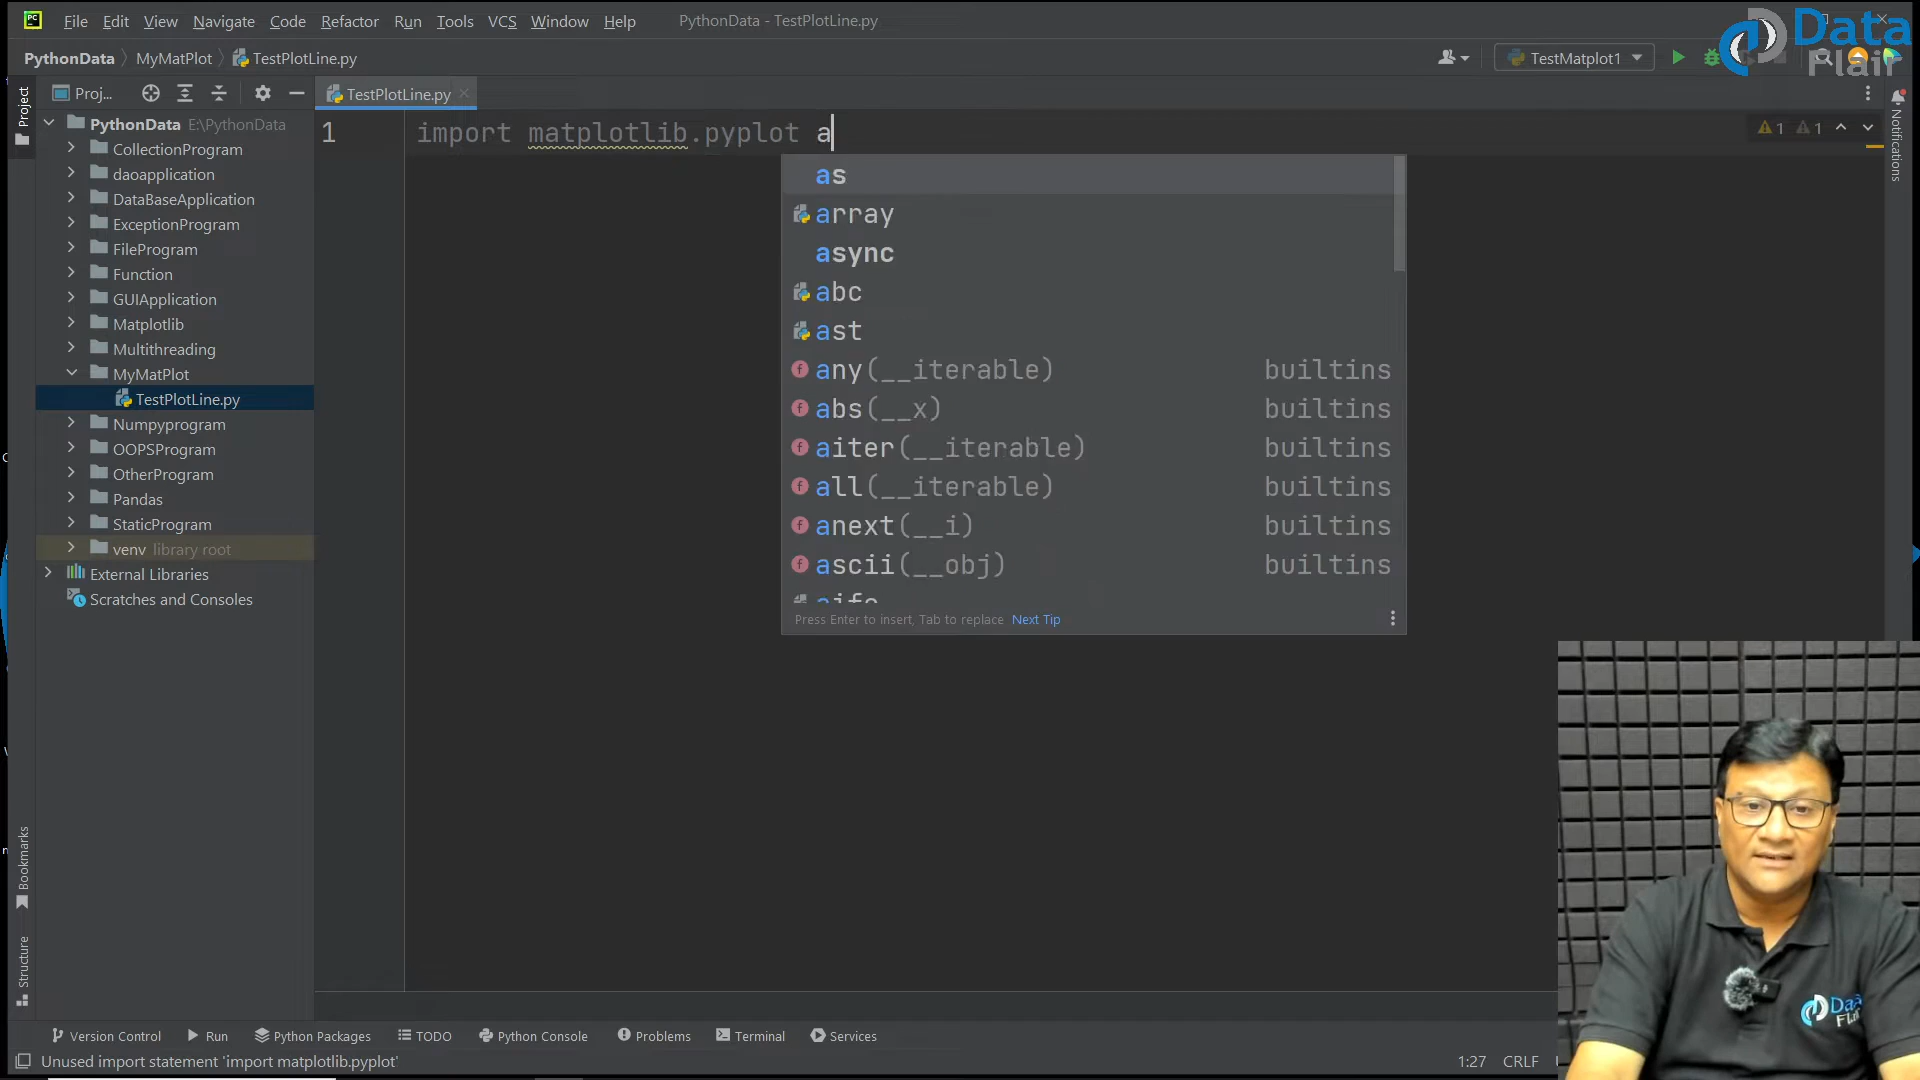 File Edit View Navigate Code Refactor Run Tools VCS Window Help PythonData - TestPlotLine.py
Data Flair
PythonData MyMatPlot TestPlotLine.py TestMatplot1
Project
Proj...
TestPlotLine.py
Notifications
PythonData E:\PythonData
CollectionProgram
daoapplication
DataBaseApplication
ExceptionProgram
FileProgram
Function
GUIApplication
Matplotlib
Multithreading
MyMatPlot
TestPlotLine.py
Numpyprogram
OOPSProgram
OtherProgram
Pandas
StaticProgram
venv library root
External Libraries
Scratches and Consoles
1 import matplotlib.pyplot a
1 1
as
array
async
abc
ast
any(__iterable) builtins
abs(__x) builtins
aiter(__iterable) builtins
all(__iterable) builtins
anext(__i) builtins
ascii(__obj) builtins
Press Enter to insert, Tab to replace Next Tip
Bookmarks
Structure
Version Control Run Python Packages TODO Python Console Problems Terminal Services
Unused import statement 'import matplotlib.pyplot' 1:27 CRLF